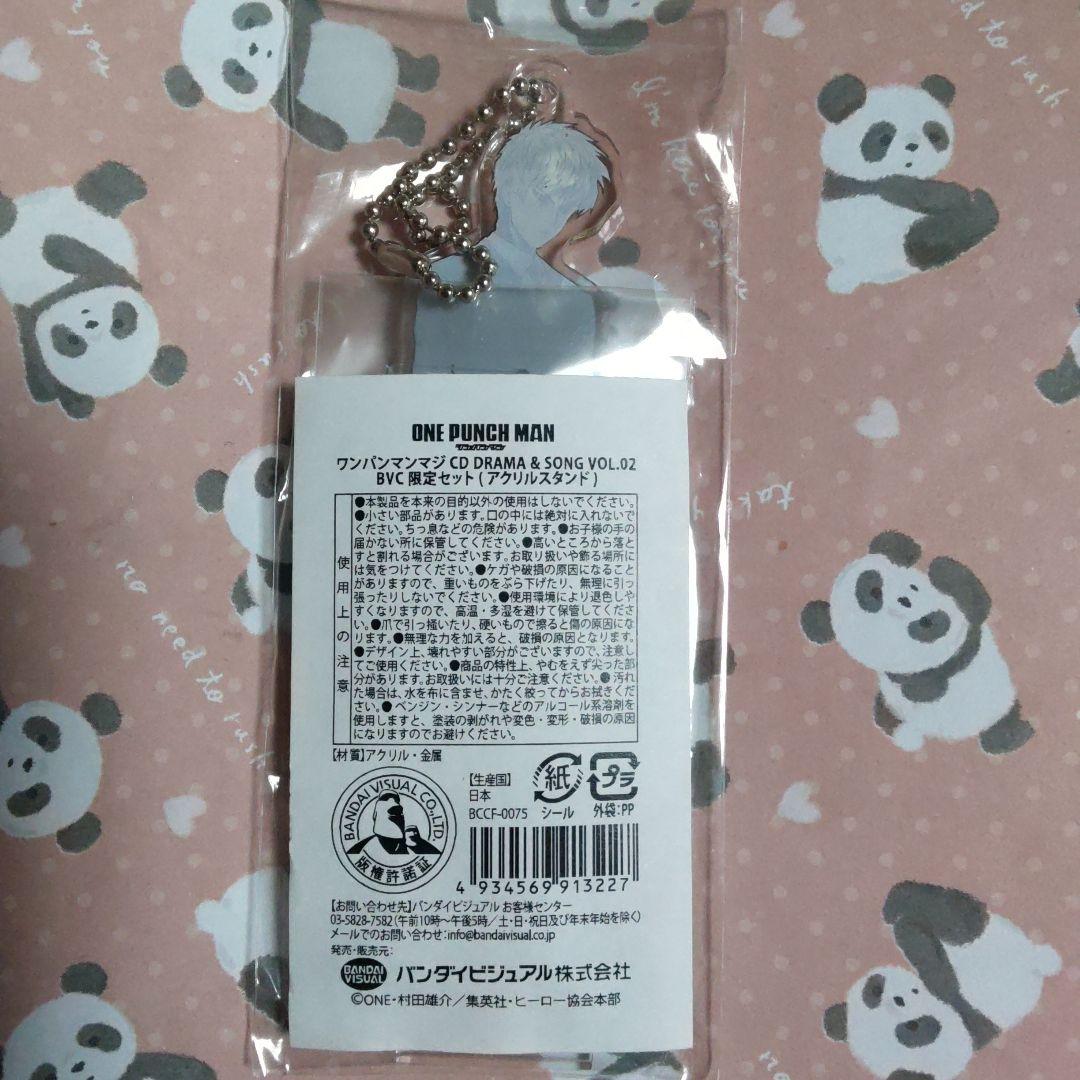 ONE PUNCH MAN
ワンパンマン
ワンパンマンマジ CD DRAMA & SONG VOL.02
BVC 限定セット ( アクリルスタンド )
使用上の注意
●本製品を本来の目的以外の使用はしないでください。
●小さい部品があります。口の中には絶対に入れないで
ください。ちっ息などの危険があります。●お子様の手の
届かない所に保管してください。●高いところから落と
すと割れる場合がございます。お取り扱いや飾る場所に
は気をつけてください。●ケガや破損の原因になること
がありますので、重いものをぶら下げたり、無理に引っ
張ったりしないでください。●使用環境により退色しや
すくなりますので、高温・多湿を避けて保管してくださ
い。●爪で引っ掻いたり、硬いもので擦ると傷の原因にな
ります。●無理な力を加えると、破損の原因となります。
●デザイン上、壊れやすい部分がございますので、注意し
てご使用ください。●商品の特性上、やむをえず尖った部
分があります。お取扱いには十分ご注意ください。● 汚れ
た場合は、水を布に含ませ、かたく絞ってからお拭きくださ
い。● ベンジン・シンナーなどのアルコール系溶剤を
使用しますと、塗装の剥がれや変色・変形・破損の原因
になりますのでお避けください。
【材質】アクリル・金属
BANDAI VISUAL CO.,LTD.
版権許諾証
【生産国】
日本
BCCF-0075
紙
シール
プラ
外袋:PP
4 934569 913227
【お問い合わせ先】バンダイビジュアル お客様センター
03-5828-7582(午前10時〜午後5時／土・日・祝日及び年末年始を除く)
メールでのお問い合わせ:info@bandaivisual.co.jp
発売・販売元:
BANDAI VISUAL バンダイビジュアル株式会社
©ONE・村田雄介／集英社・ヒーロー協会本部
no need to rush
need to rush
you
I'm
to rush
take